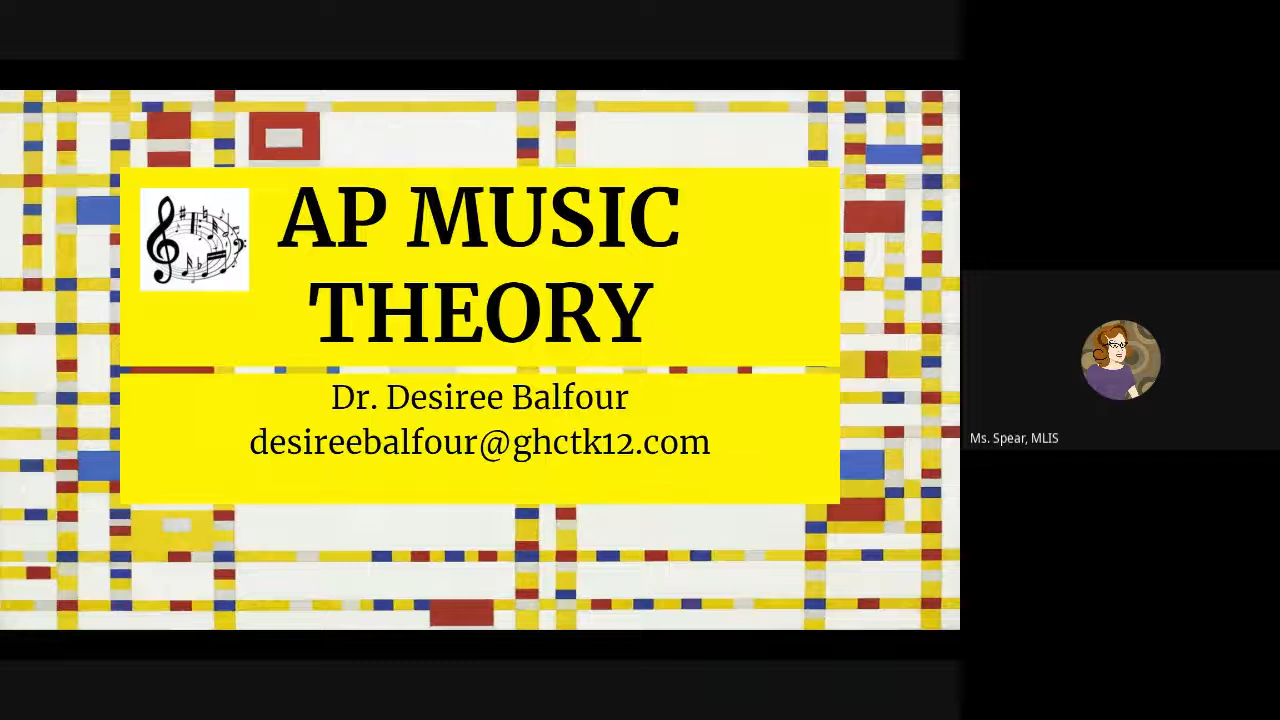 AP MUSIC
THEORY
Dr. Desiree Balfour
desireebalfour@ghctk12.com
Ms. Spear, MLIS